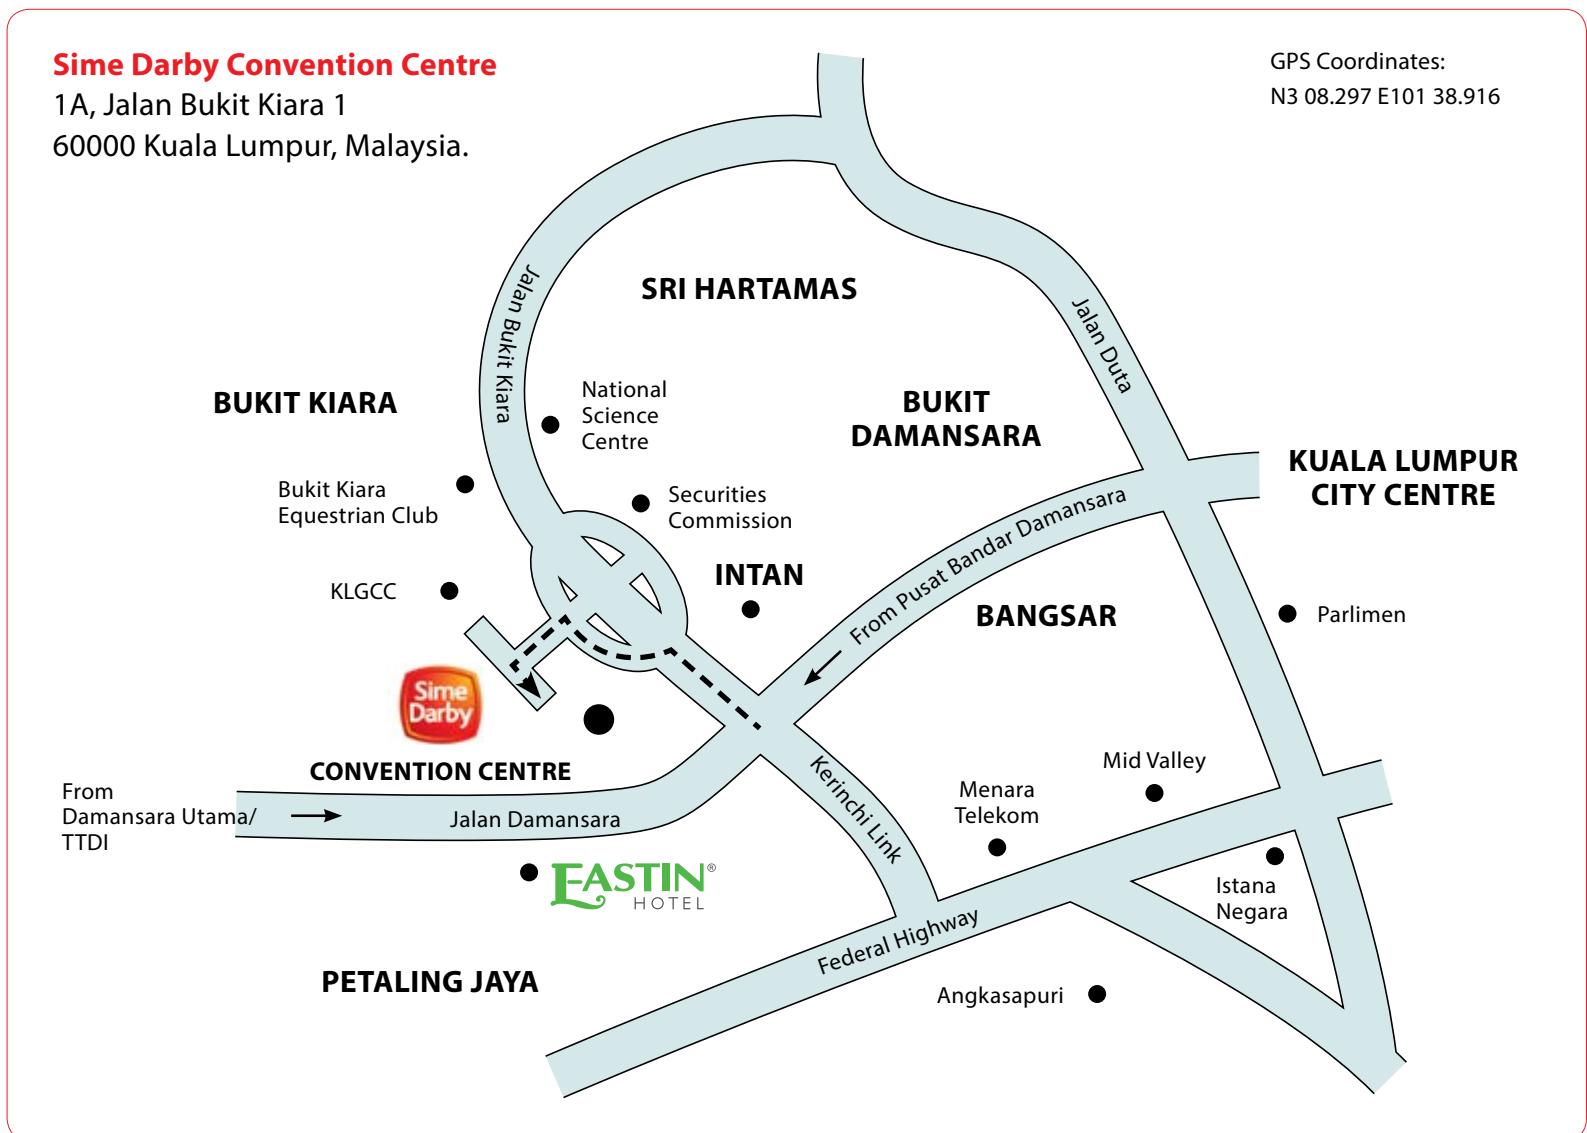 Sime Darby Convention Centre
1A, Jalan Bukit Kiara 1
60000 Kuala Lumpur, Malaysia.
GPS Coordinates:
N3 08.297 E101 38.916
Jalan Bukit Kiara
SRI HARTAMAS
Jalan Duta
BUKIT KIARA
National
Science
Centre
BUKIT
DAMANSARA
KUALA LUMPUR
CITY CENTRE
Bukit Kiara
Equestrian Club
Securities
Commission
From Pusat Bandar Damansara
INTAN
KLGCC
BANGSAR
Parlimen
Sime
Darby
CONVENTION CENTRE
From
Damansara Utama/
TTDI
Jalan Damansara
Kerinchi Link
Mid Valley
Menara
Telekom
EASTIN®
HOTEL
Istana
Negara
Federal Highway
PETALING JAYA
Angkasapuri